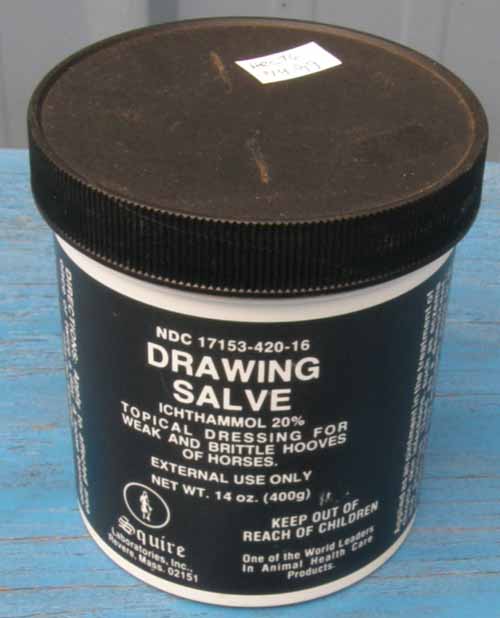 NDC 17153-420-16
DRAWING
SALVE
ICHTHAMMOL 20%
TOPICAL DRESSING FOR
WEAK AND BRITTLE HOOVES
OF HORSES.
EXTERNAL USE ONLY
NET WT. 14 oz. (400g)
Squire
Laboratories, Inc.,
Revere, Mass. 02151
KEEP OUT OF
REACH OF CHILDREN
One of the World Leaders
In Animal Health Care
Products.
DIRECTIONS: